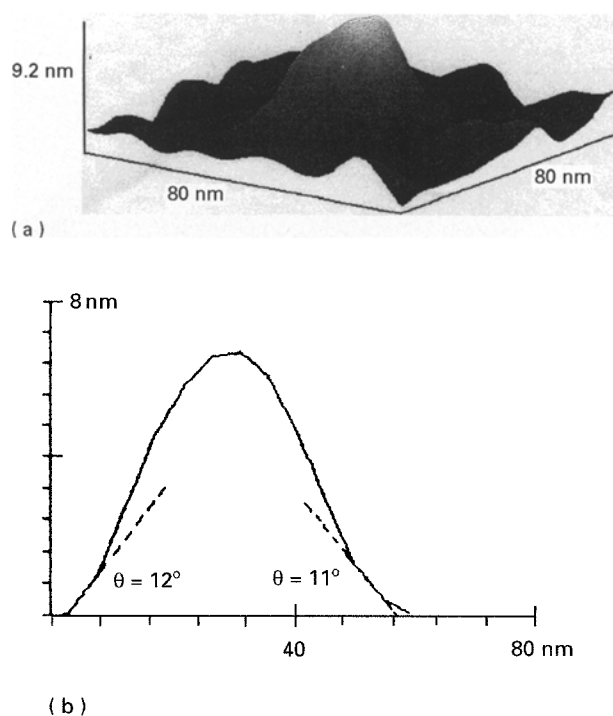 9.2 nm
80 nm
80 nm
( a )
8 nm
θ = 12°
θ = 11°
40
80 nm
( b )